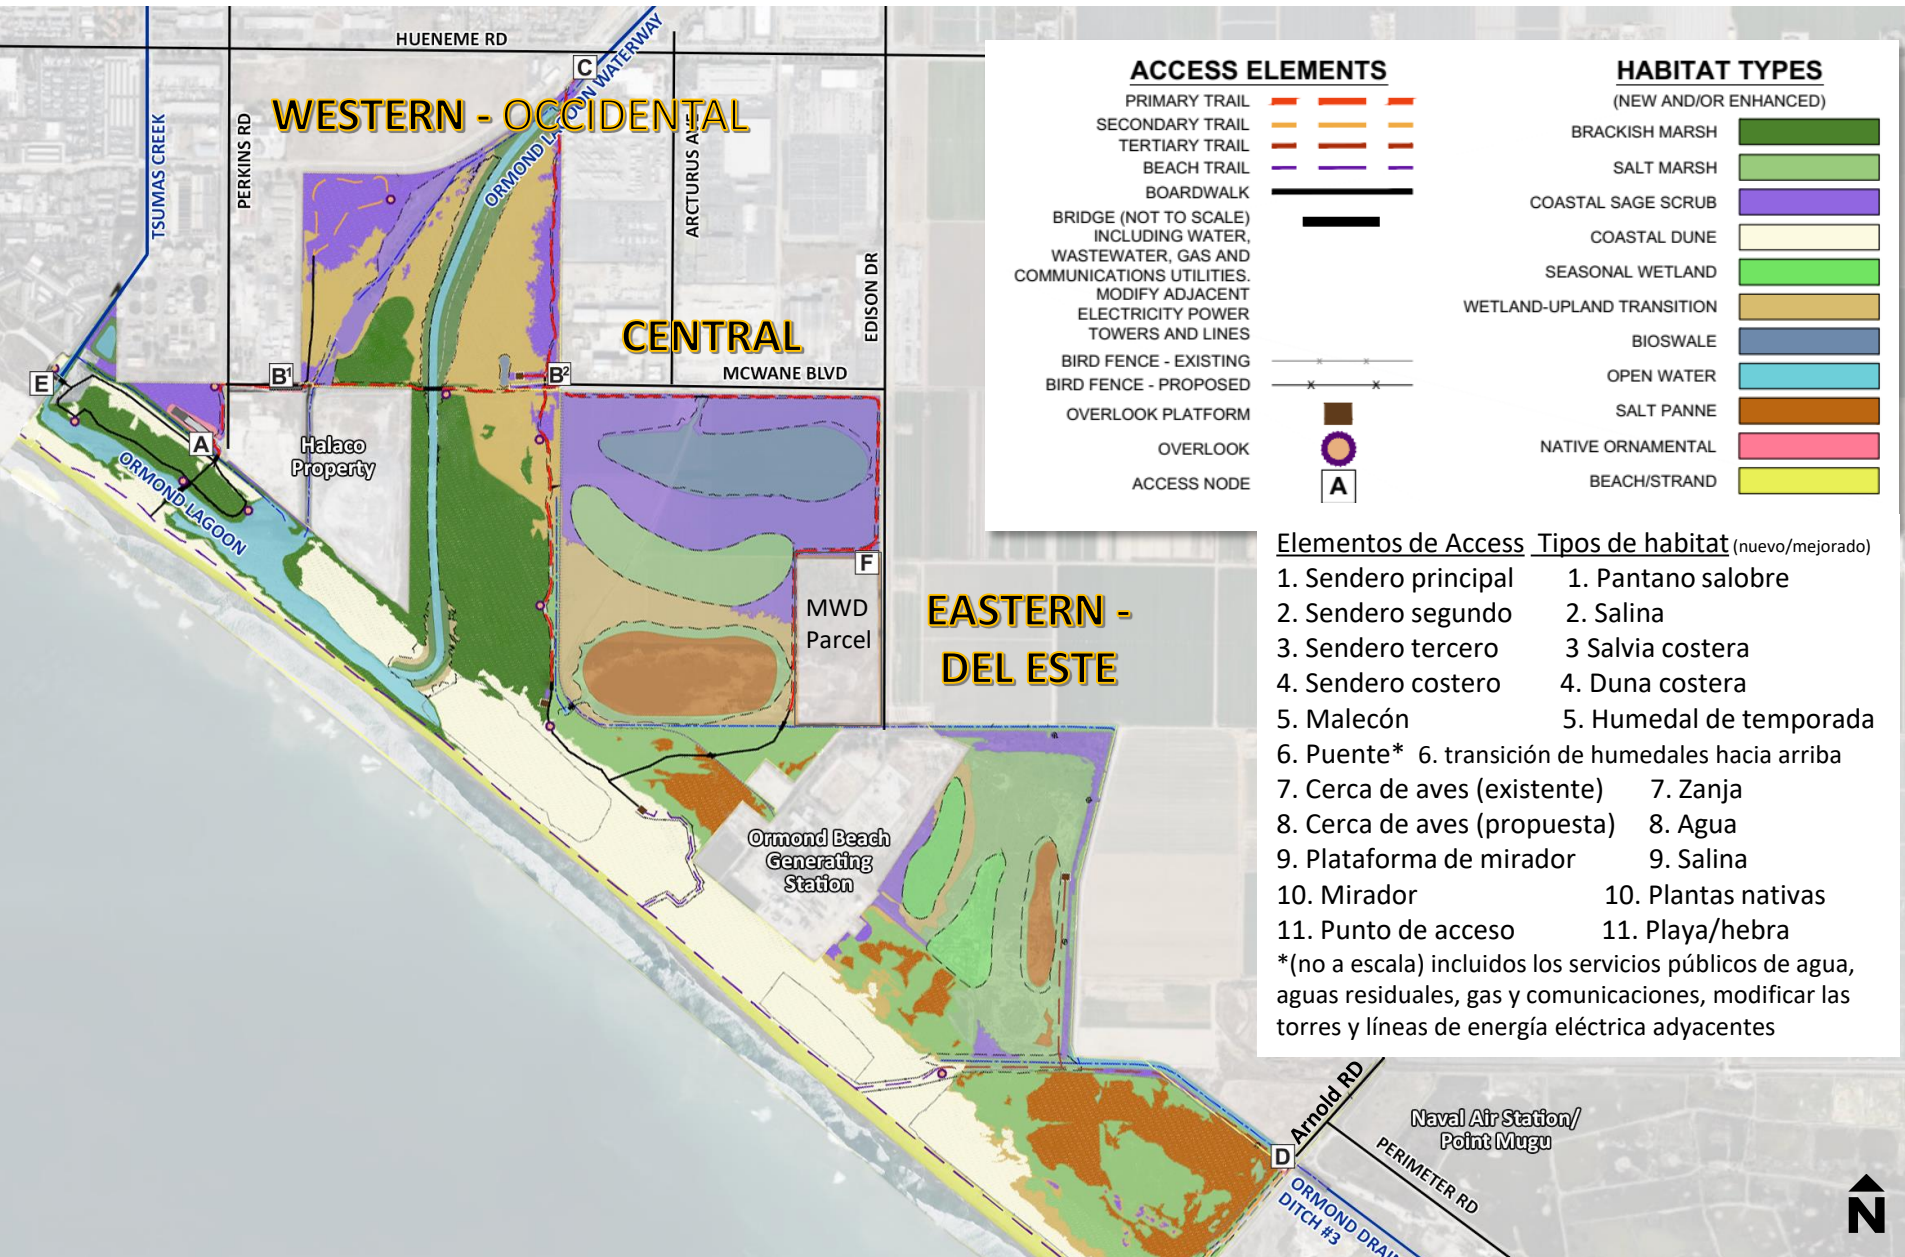 HUENEME RD
C
ORMOND LAGOON WATERWAY
WESTERN - OCCIDENTAL
TSUMAS CREEK
PERKINS RD
ARCTURUS AVE
EDISON DR
CENTRAL
MCWANE BLVD
B1
B2
E
A
Halaco
Property
ORMOND LAGOON
F
MWD
Parcel
EASTERN -
DEL ESTE
Ormond Beach
Generating
Station
Arnold RD
Naval Air Station/
Point Mugu
PERIMETER RD
D
ORMOND DRAIN
DITCH #3
N
ACCESS ELEMENTS
PRIMARY TRAIL
SECONDARY TRAIL
TERTIARY TRAIL
BEACH TRAIL
BOARDWALK
BRIDGE (NOT TO SCALE)
INCLUDING WATER,
WASTEWATER, GAS AND
COMMUNICATIONS UTILITIES.
MODIFY ADJACENT
ELECTRICITY POWER
TOWERS AND LINES
BIRD FENCE - EXISTING
BIRD FENCE - PROPOSED
OVERLOOK PLATFORM
OVERLOOK
ACCESS NODE
A
HABITAT TYPES
(NEW AND/OR ENHANCED)
BRACKISH MARSH
SALT MARSH
COASTAL SAGE SCRUB
COASTAL DUNE
SEASONAL WETLAND
WETLAND-UPLAND TRANSITION
BIOSWALE
OPEN WATER
SALT PANNE
NATIVE ORNAMENTAL
BEACH/STRAND
Elementos de Access Tipos de habitat (nuevo/mejorado)
1. Sendero principal 1. Pantano salobre
2. Sendero segundo 2. Salina
3. Sendero tercero 3 Salvia costera
4. Sendero costero 4. Duna costera
5. Malecón 5. Humedal de temporada
6. Puente* 6. transición de humedales hacia arriba
7. Cerca de aves (existente) 7. Zanja
8. Cerca de aves (propuesta) 8. Agua
9. Plataforma de mirador 9. Salina
10. Mirador 10. Plantas nativas
11. Punto de acceso 11. Playa/hebra
*(no a escala) incluidos los servicios públicos de agua,
aguas residuales, gas y comunicaciones, modificar las
torres y líneas de energía eléctrica adyacentes